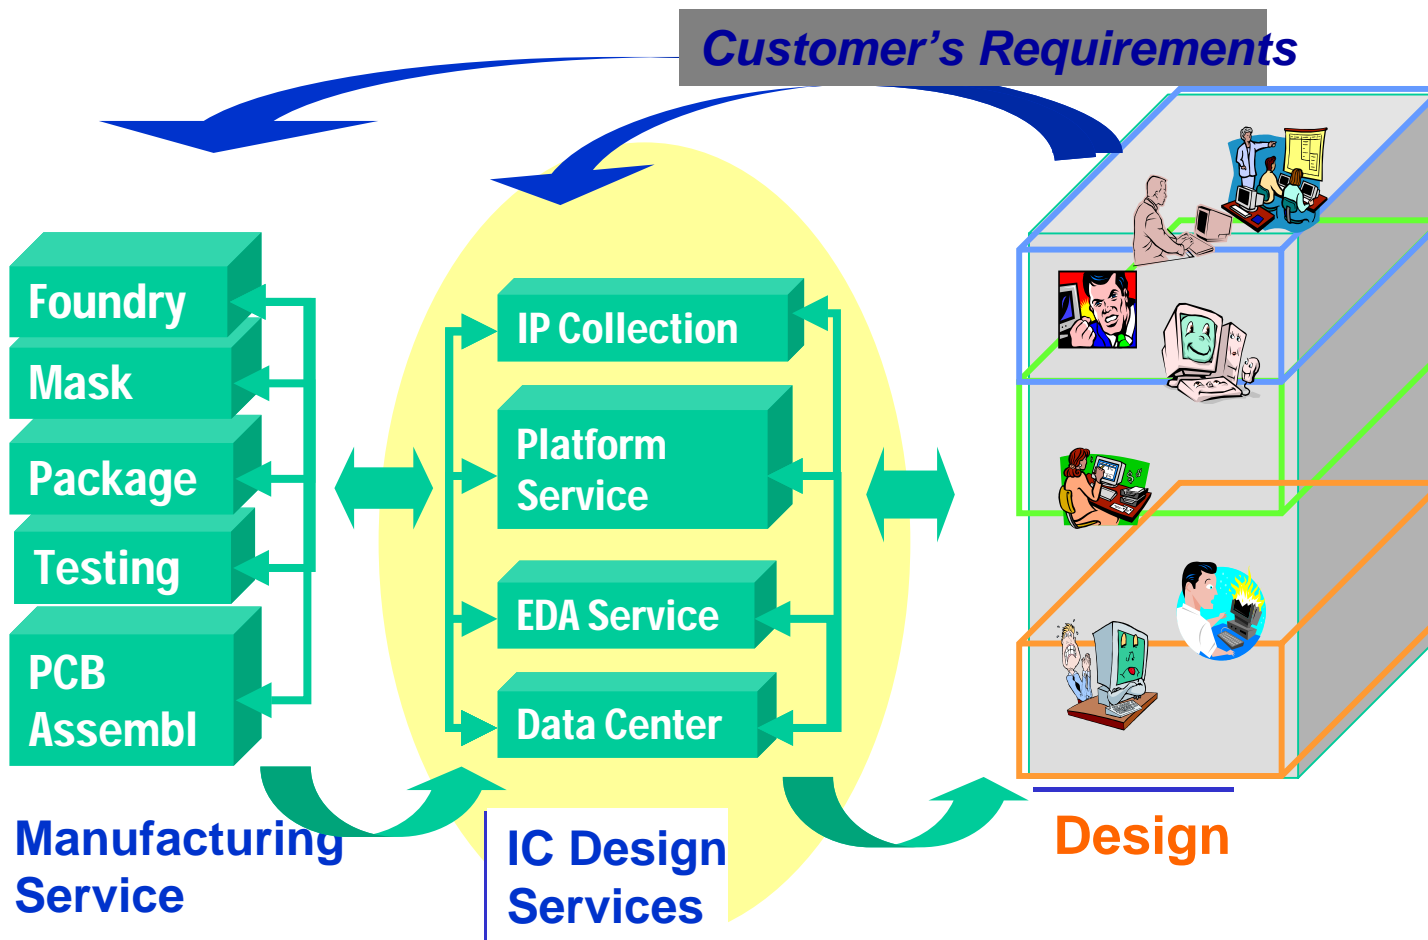 Customer’s Requirements
Foundry
Mask
Package
Testing
PCB
Assembl
IP Collection
Platform
Service
EDA Service
Data Center
Manufacturing
Service
IC Design
Services
Design